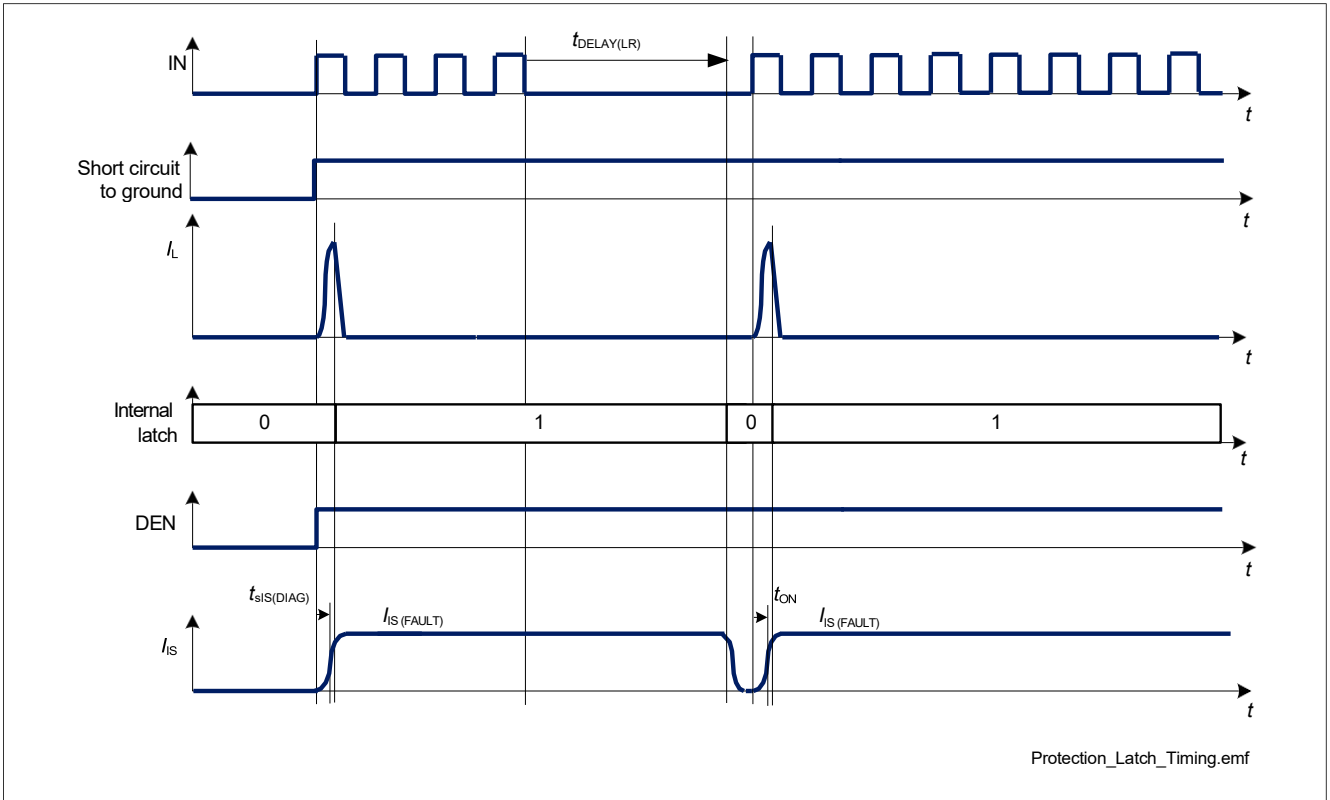 tDELAY(LR)
IN
t
Short circuit
to ground
t
IL
t
Internal
latch
0
1
0
1
t
DEN
t
tsIS(DIAG)
IIS (FAULT)
tON
IIS (FAULT)
IIS
t
Protection_Latch_Timing.emf